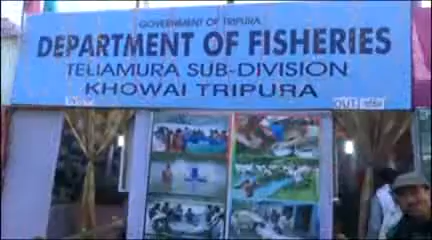 GOVERNMENT OF TRIPURA
DEPARTMENT OF FISHERIES
TELIAMURA SUB-DIVISION
KHOWAI TRIPURA
OUT